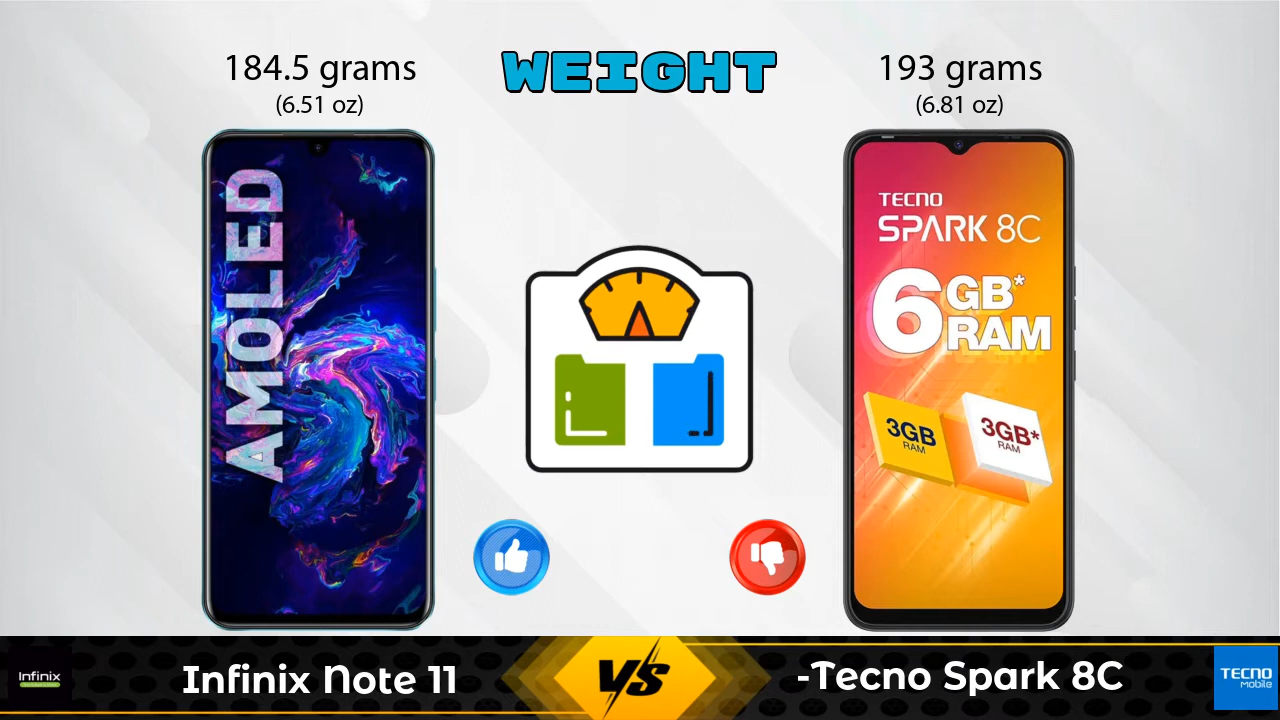 184.5 grams
(6.51 oz)
WEIGHT
193 grams
(6.81 oz)
AMOLED
TECNO
SPARK 8C
6GB*
RAM
3GB
RAM
3GB*
RAM
Infinix
Infinix Note 11
VS
-Tecno Spark 8C
TECNO
mobile